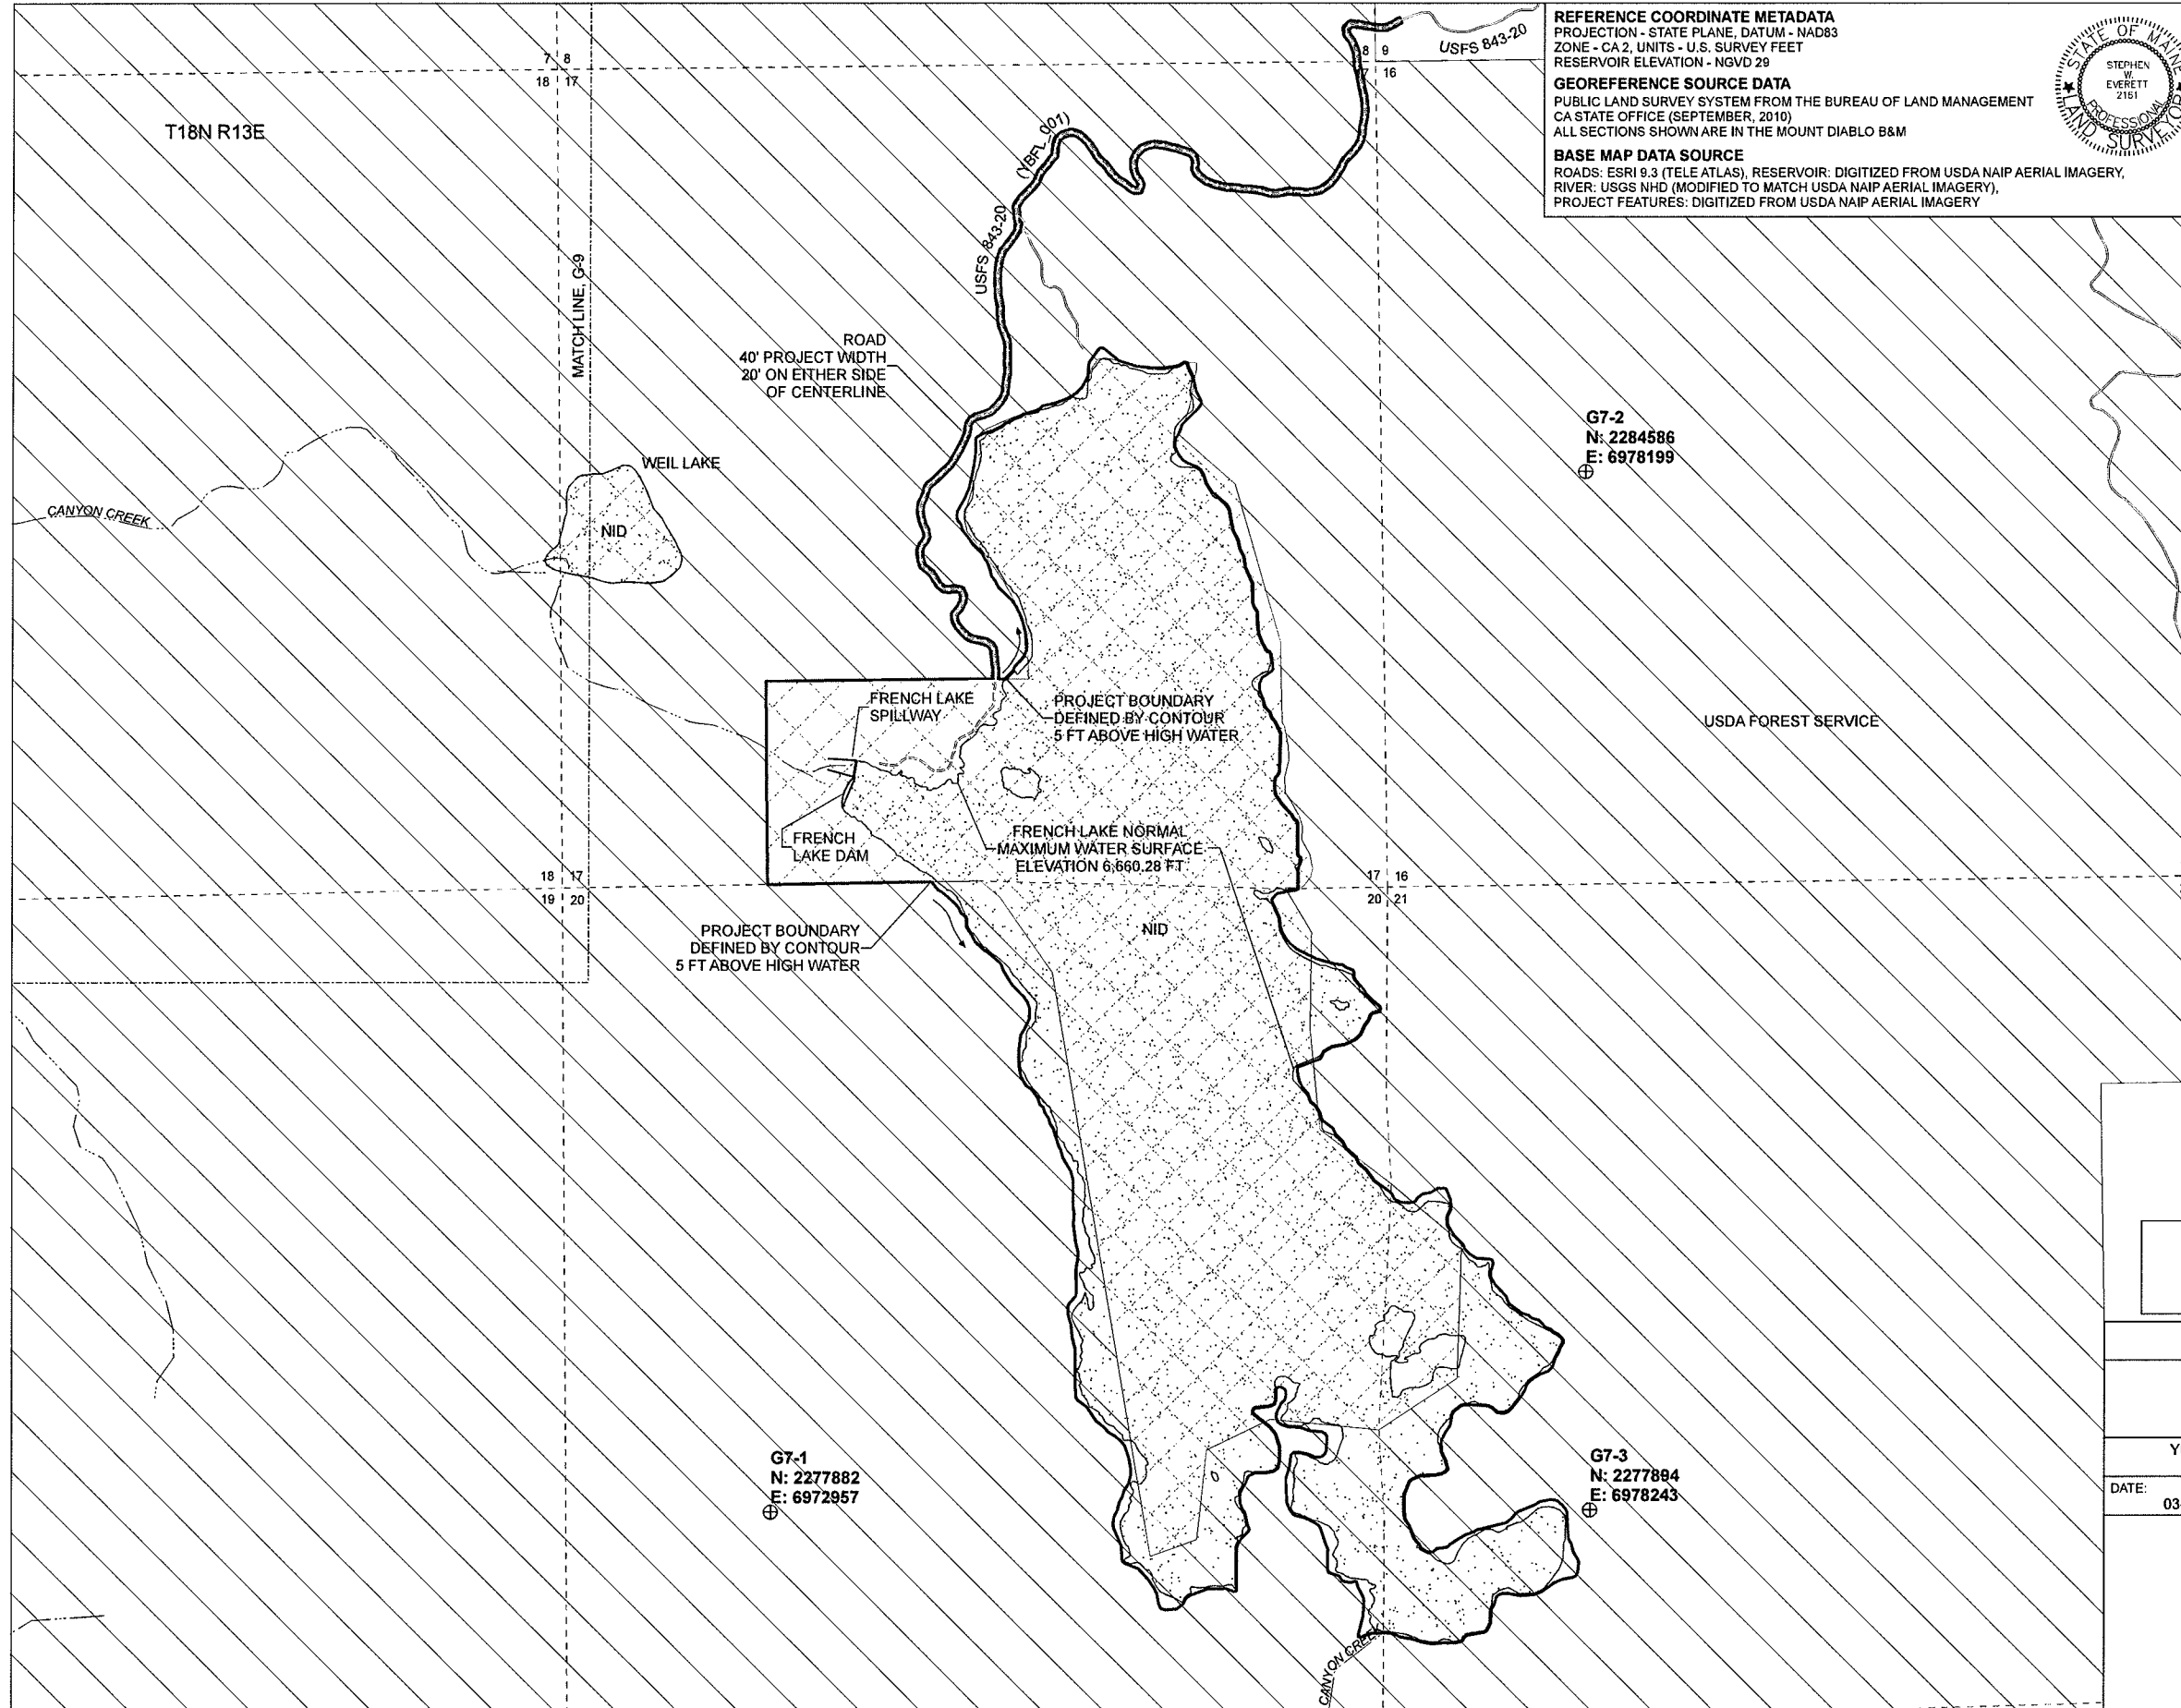 REFERENCE COORDINATE METADATA
PROJECTION - STATE PLANE, DATUM - NAD83
ZONE - CA 2, UNITS - U.S. SURVEY FEET
RESERVOIR ELEVATION - NGVD 29
GEOREFERENCE SOURCE DATA
PUBLIC LAND SURVEY SYSTEM FROM THE BUREAU OF LAND MANAGEMENT
CA STATE OFFICE (SEPTEMBER, 2010)
ALL SECTIONS SHOWN ARE IN THE MOUNT DIABLO B&M
BASE MAP DATA SOURCE
ROADS: ESRI 9.3 (TELE ATLAS), RESERVOIR: DIGITIZED FROM USDA NAIP AERIAL IMAGERY,
RIVER: USGS NHD (MODIFIED TO MATCH USDA NAIP AERIAL IMAGERY),
PROJECT FEATURES: DIGITIZED FROM USDA NAIP AERIAL IMAGERY
STATE OF MAINE
STEPHEN
W.
EVERETT
2161
PROFESSIONAL
LAND SURVEYOR
USFS 843-20
7 8
18 17
8 9
17 16
T18N R13E
(YBFL_001)
USFS 843-20
MATCH LINE, G-9
ROAD
40' PROJECT WIDTH
20' ON EITHER SIDE
OF CENTERLINE
G7-2
N: 2284586
E: 6978199
WEIL LAKE
NID
CANYON CREEK
FRENCH LAKE
SPILLWAY
PROJECT BOUNDARY
DEFINED BY CONTOUR
5 FT ABOVE HIGH WATER
USDA FOREST SERVICE
FRENCH
LAKE DAM
FRENCH LAKE NORMAL
MAXIMUM WATER SURFACE
ELEVATION 6,660.28 FT
18 17
19 20
17 16
20 21
PROJECT BOUNDARY
DEFINED BY CONTOUR
5 FT ABOVE HIGH WATER
NID
G7-1
N: 2277882
E: 6972957
G7-3
N: 2277894
E: 6978243
Y
DATE:
03
CANYON CREEK